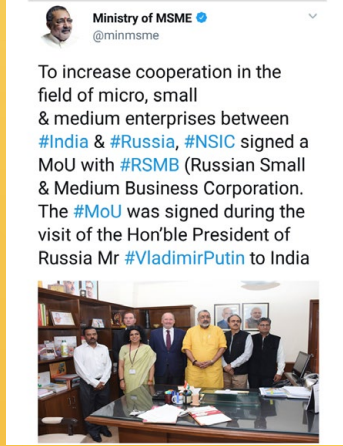 Ministry of MSME
@minmsme
To increase cooperation in the
field of micro, small
& medium enterprises between
#India & #Russia, #NSIC signed a
MoU with #RSMB (Russian Small
& Medium Business Corporation.
The #MoU was signed during the
visit of the Hon'ble President of
Russia Mr #VladimirPutin to India